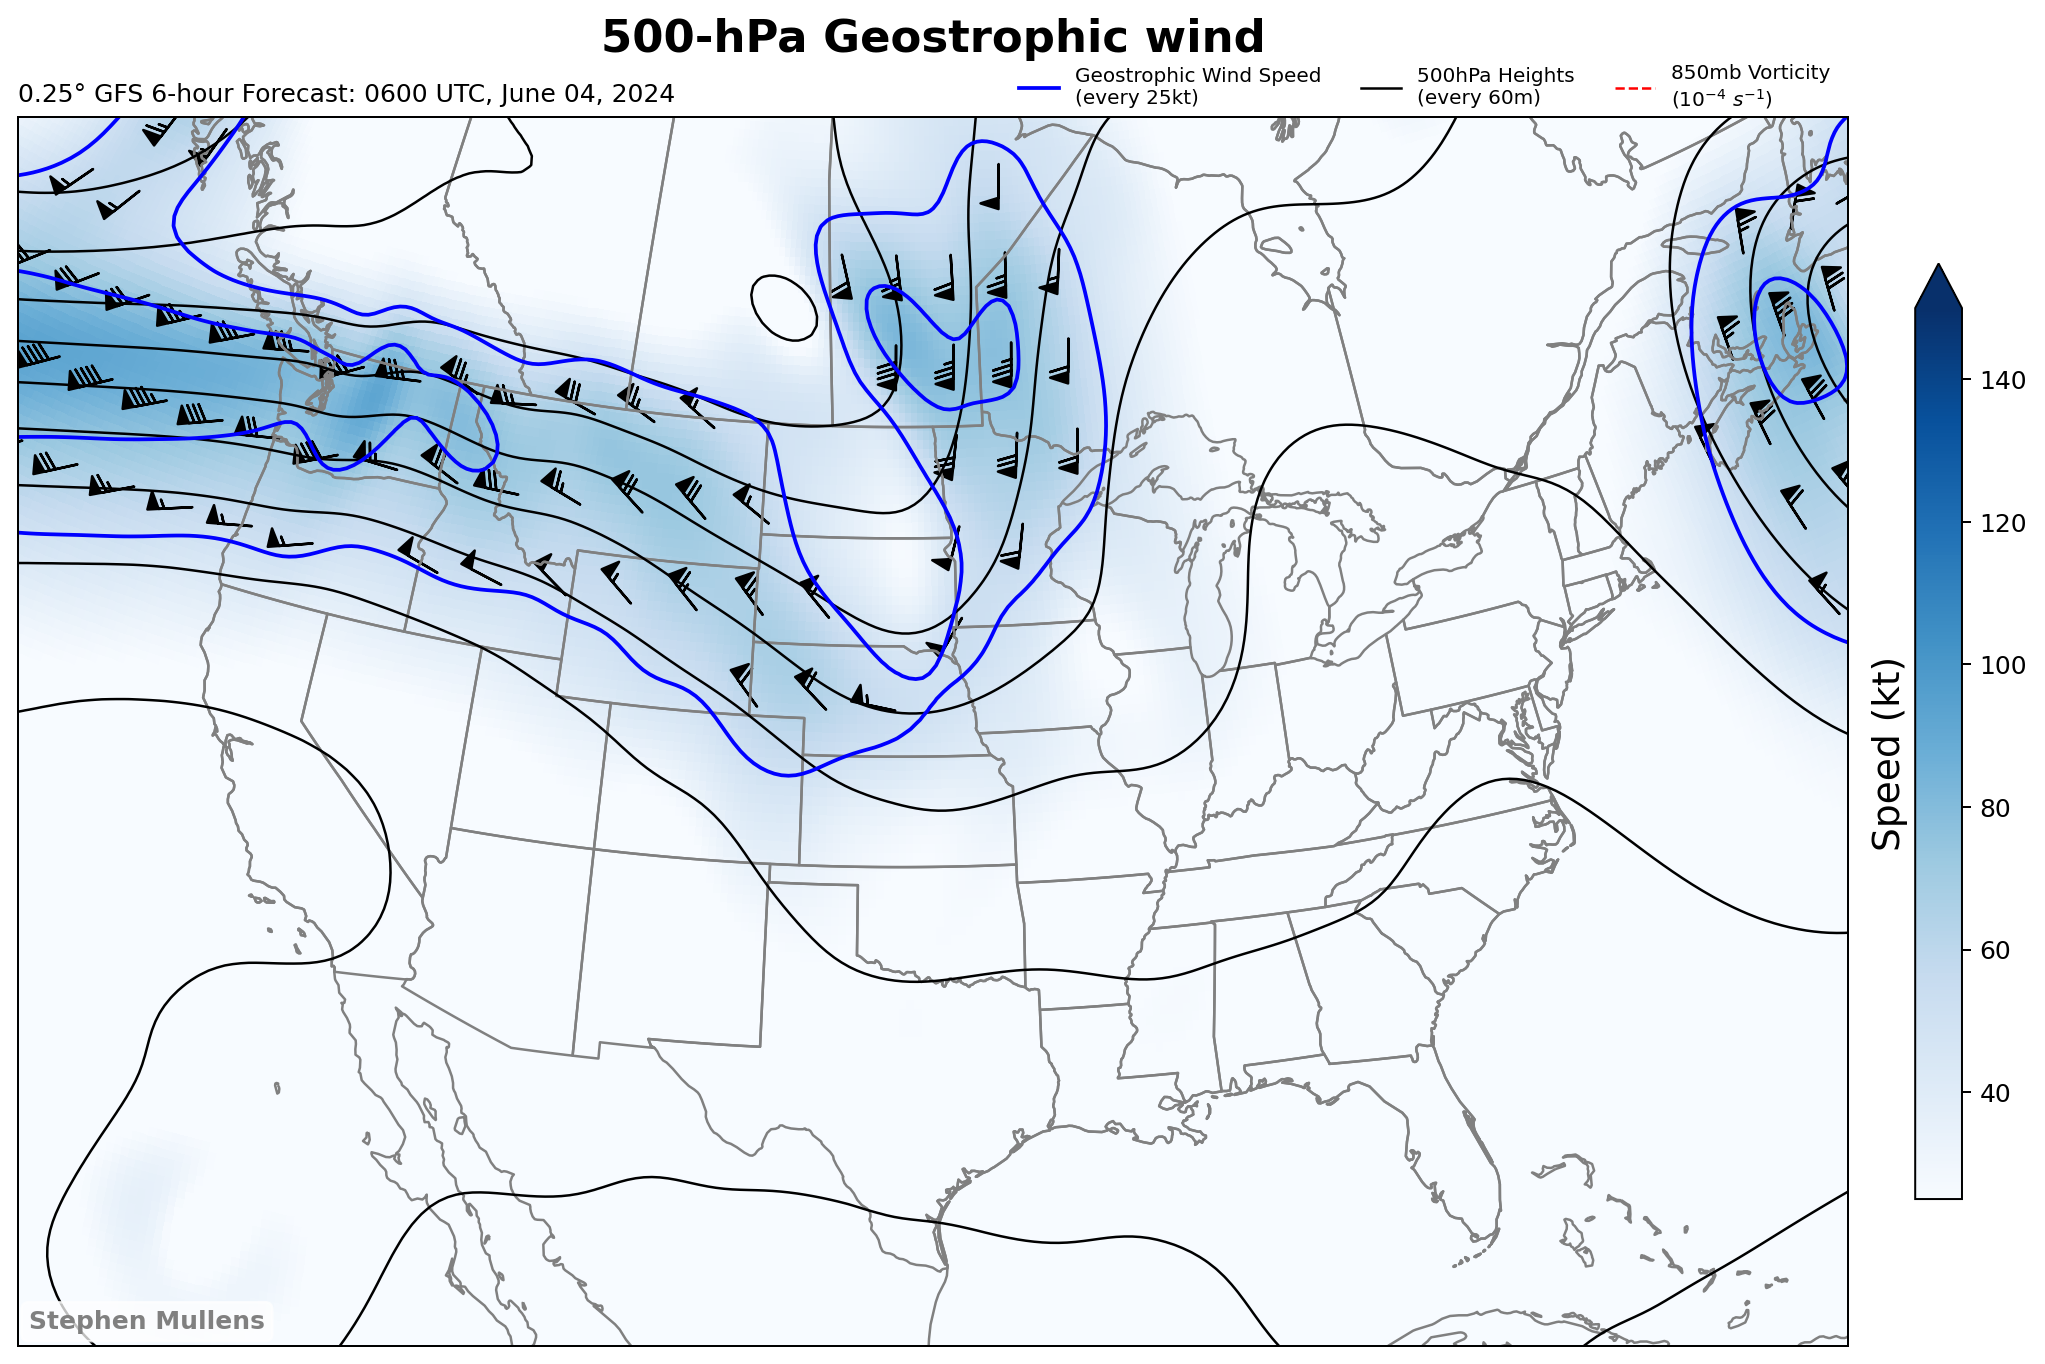 500-hPa Geostrophic wind
0.25° GFS 6-hour Forecast: 0600 UTC, June 04, 2024
Geostrophic Wind Speed
(every 25kt)
500hPa Heights
(every 60m)
850mb Vorticity
(10⁻⁴ s⁻¹)
140
120
100
80
60
40
Speed (kt)
Stephen Mullens